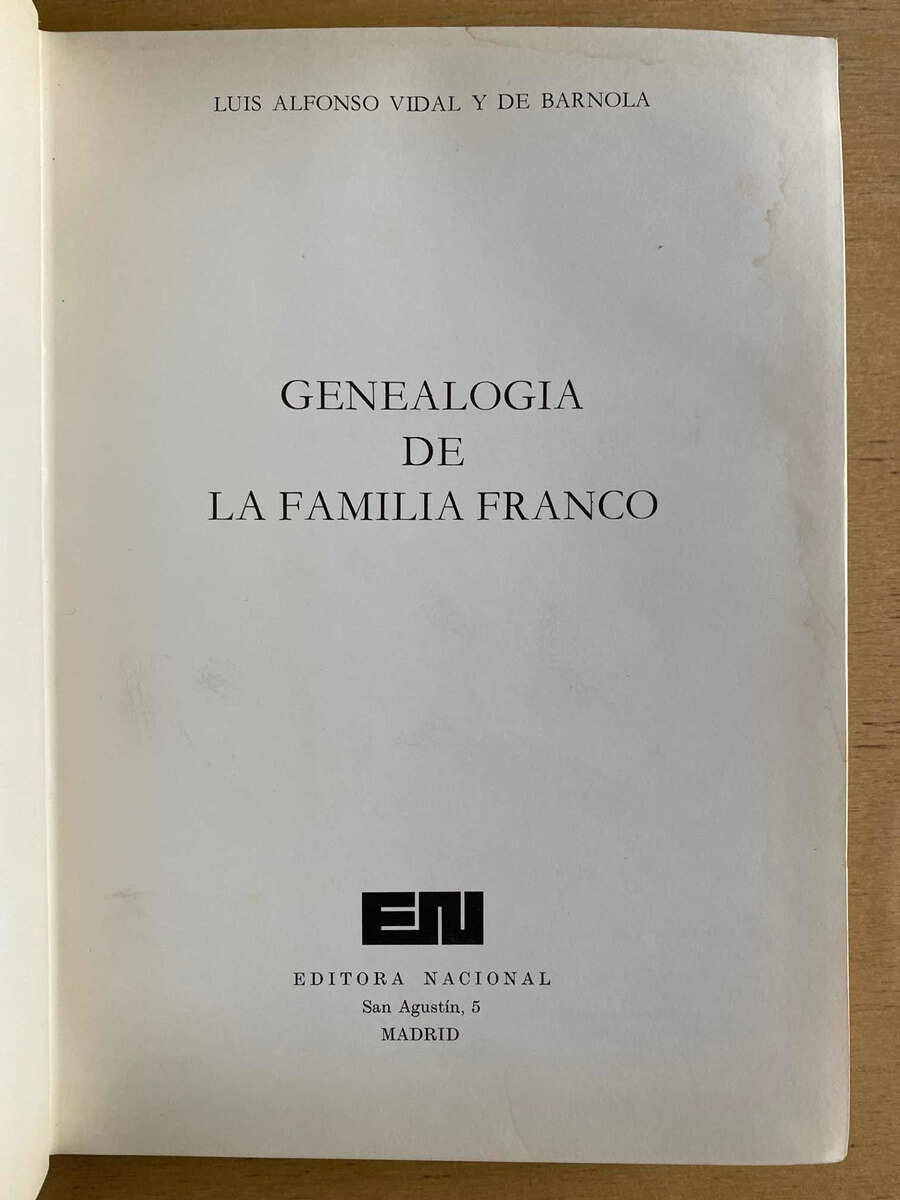 LUIS ALFONSO VIDAL Y DE BARNOLA
GENEALOGIA
DE
LA FAMILIA FRANCO
EN
EDITORA NACIONAL
San Agustín, 5
MADRID